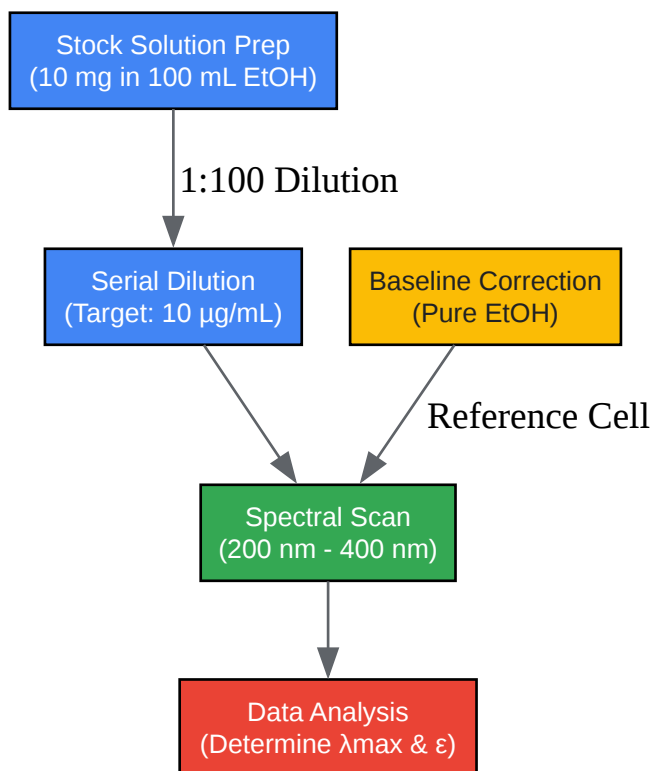 Stock Solution Prep
(10 mg in 100 mL EtOH)
1:100 Dilution
Serial Dilution
(Target: 10 µg/mL)
Baseline Correction
(Pure EtOH)
Reference Cell
Spectral Scan
(200 nm - 400 nm)
Data Analysis
(Determine λmax & ε)